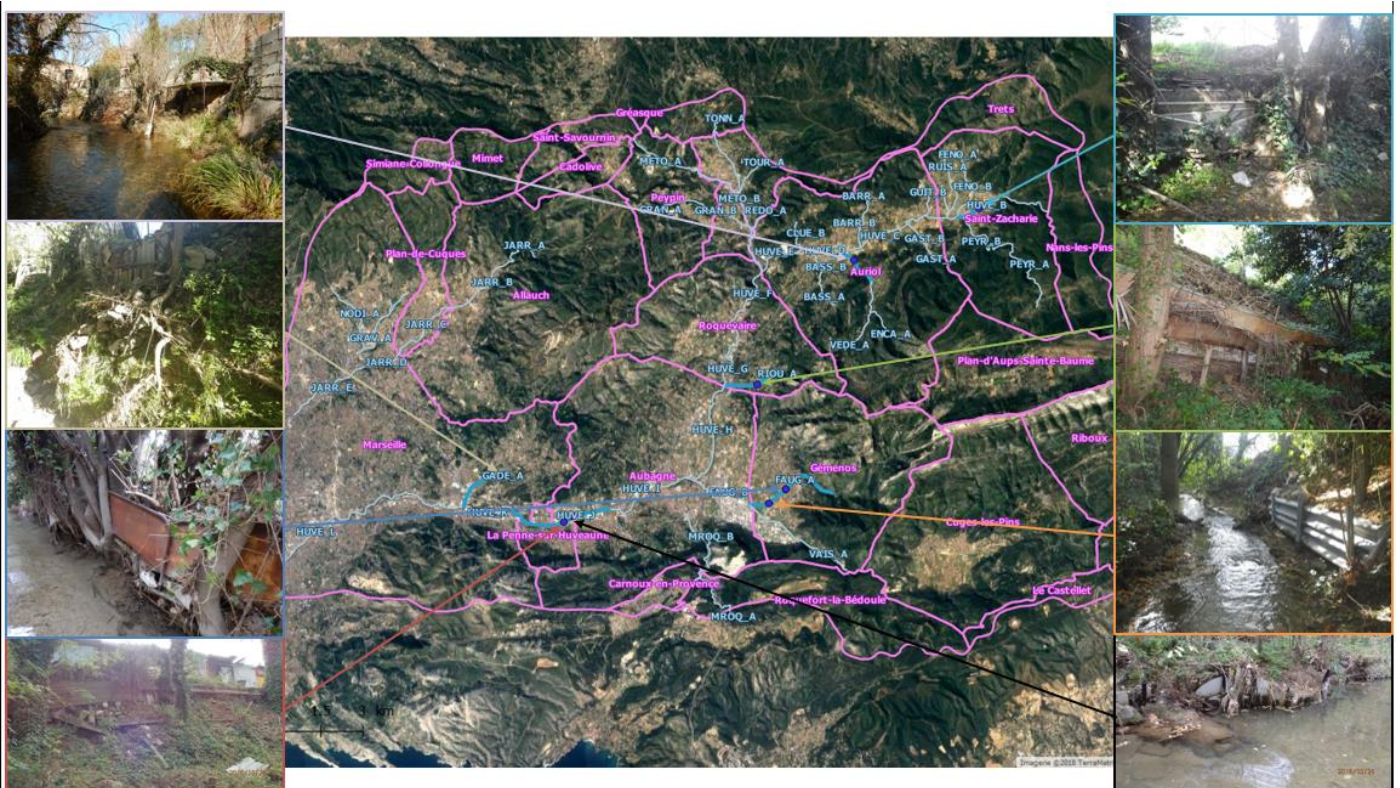 Trets
Gréasque
TONN_A
Saint-Savournin
Mimet
Simiane-Collongue
Cadolive
METO_A
TOUR_A
FENO_A
RUIS_A
FENO_B
GUIT_B
BARR_A
Peypin
METO_B
GRAN_A
GRAN_B
REDO_A
HUVE_B
Saint-Zacharie
BARR_B
CLUE_B
HUVE_C
GAST_B
PEYR_B
Nans-les-Pins
JARR_A
Plan-de-Cuques
HUVE_E
HUVE_D
GAST_A
BASS_B
Auriol
PEYR_A
JARR_B
Allauch
HUVE_F
BASS_A
NODI_A
JARR_C
Roquevaire
GRAV_A
ENCA_A
VEDE_A
JARR_D
Plan-d'Aups-Sainte-Baume
HUVE_G
RIOU_A
JARR_E
HUVE_H
Riboux
Marseille
Gémenos
GADE_A
Aubagne
FAUG_A
HUVE_I
FAUG_B
HUVE_K
HUVE_J
Cuges-les-Pins
HUVE_L
La Penne-sur-Huveaune
MROQ_B
VAIS_A
Carnoux-en-Provence
Le Castellet
Roquefort-la-Bédoule
MROQ_A
3 km
Imagerie ©2018 TerraMetr